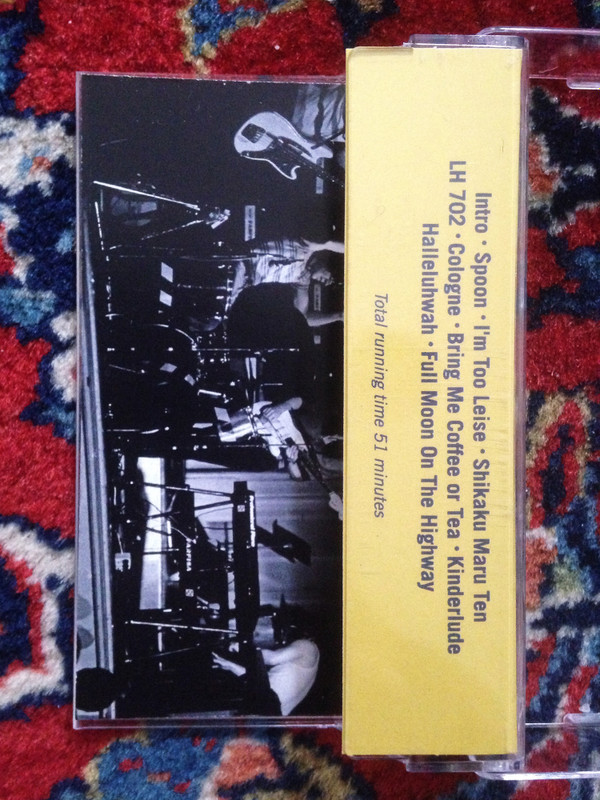 Intro · Spoon · I'm Too Leise · Shikaku Maru Ten
LH 702 · Cologne · Bring Me Coffee or Tea · Kinderlude
Halleluhwah · Full Moon On The Highway
Total running time 51 minutes
FARFISA